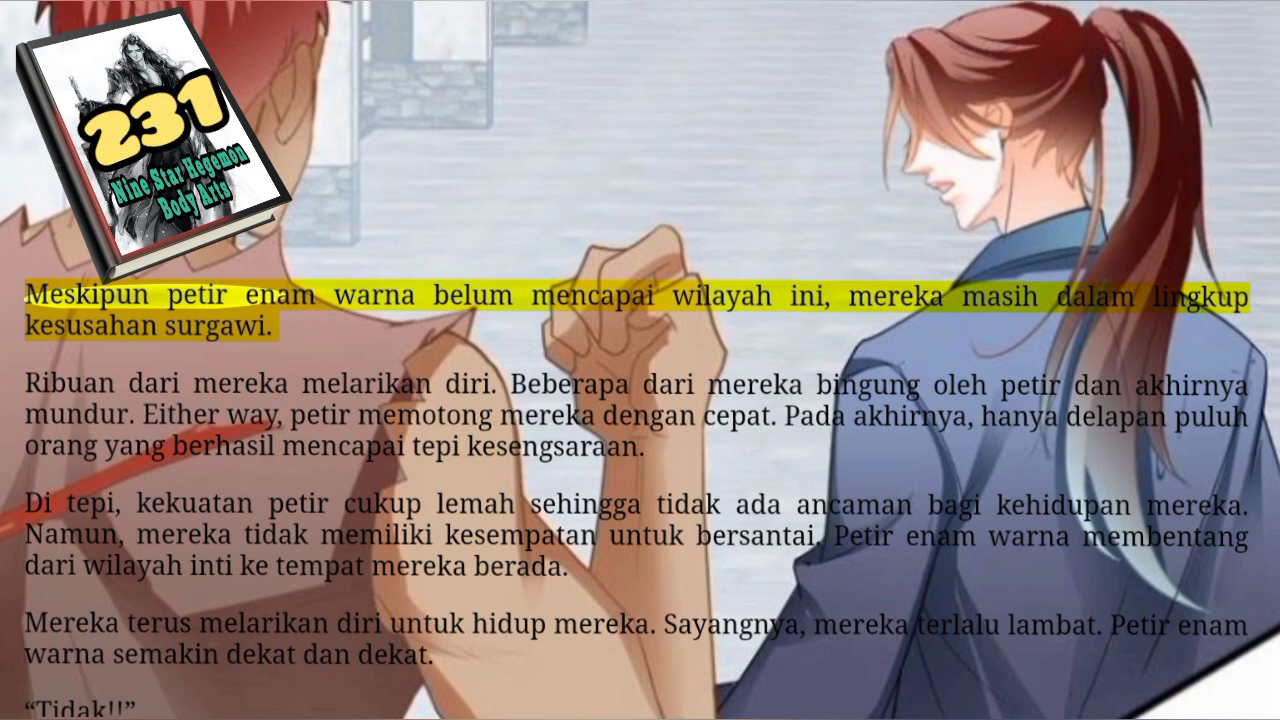 231
Nine Star Hegemon
Body Arts
Meskipun petir enam warna belum mencapai wilayah ini, mereka masih dalam lingkup
kesusahan surgawi.
Ribuan dari mereka melarikan diri. Beberapa dari mereka bingung oleh petir dan akhirnya
mundur. Either way, petir memotong mereka dengan cepat. Pada akhirnya, hanya delapan puluh
orang yang berhasil mencapai tepi kesengsaraan.
Di tepi, kekuatan petir cukup lemah sehingga tidak ada ancaman bagi kehidupan mereka.
Namun, mereka tidak memiliki kesempatan untuk bersantai. Petir enam warna membentang
dari wilayah inti ke tempat mereka berada.
Mereka terus melarikan diri untuk hidup mereka. Sayangnya, mereka terlalu lambat. Petir enam
warna semakin dekat dan dekat.
“Tidak!!”